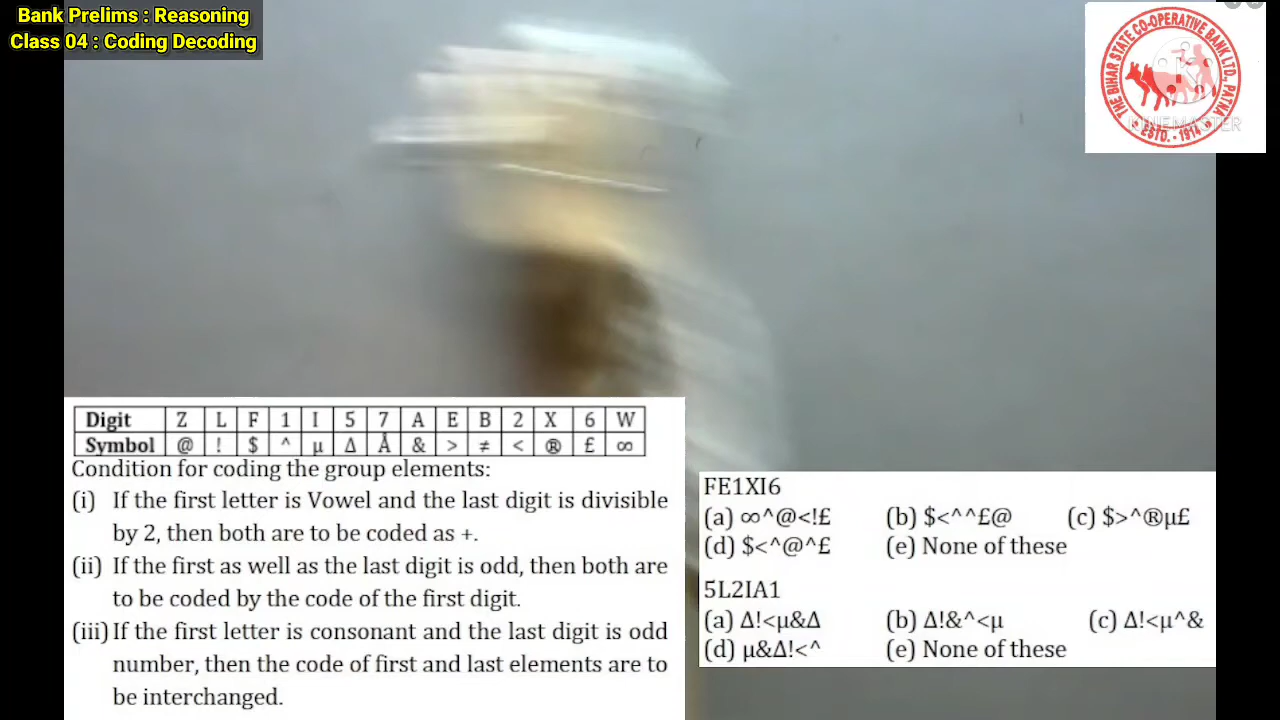 Bank Prelims : Reasoning
Class 04 : Coding Decoding
THE BIHAR STATE CO-OPERATIVE BANK LTD., PATNA
ESTD. - 1914
KINEMASTER
Digit Z L F 1 I 5 7 A E B 2 X 6 W
Symbol @ ! $ ^ µ Δ Å & > ≠ < ® £ ∞
Condition for coding the group elements:
(i) If the first letter is Vowel and the last digit is divisible
by 2, then both are to be coded as +.
(ii) If the first as well as the last digit is odd, then both are
to be coded by the code of the first digit.
(iii) If the first letter is consonant and the last digit is odd
number, then the code of first and last elements are to
be interchanged.
FE1XI6
(a) ∞^@<!£ (b) $<^^£@ (c) $>^®µ£
(d) $<^@^£ (e) None of these
5L2IA1
(a) Δ!<µ&Δ (b) Δ!&^<µ (c) Δ!<µ^&
(d) µ&Δ!<^ (e) None of these